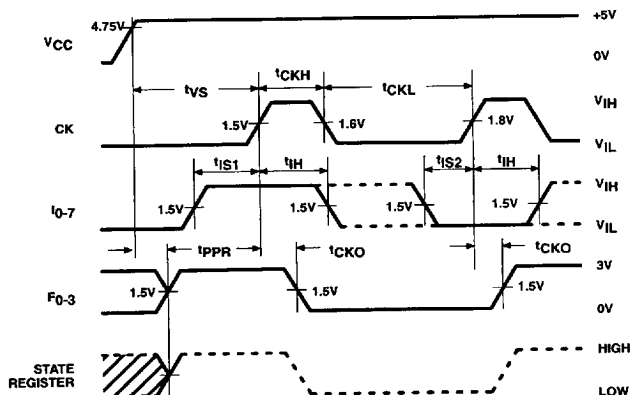 4.75V
+5V
VCC
0V
tVS
tCKH
tCKL
VIH
CK
1.5V
1.6V
1.8V
VIL
tIS1
tIH
tIS2
tIH
VIH
I0-7
1.5V
1.5V
1.5V
1.5V
VIL
tPPR
tCKO
tCKO
3V
F0-3
1.5V
1.5V
1.5V
0V
STATE
REGISTER
HIGH
LOW